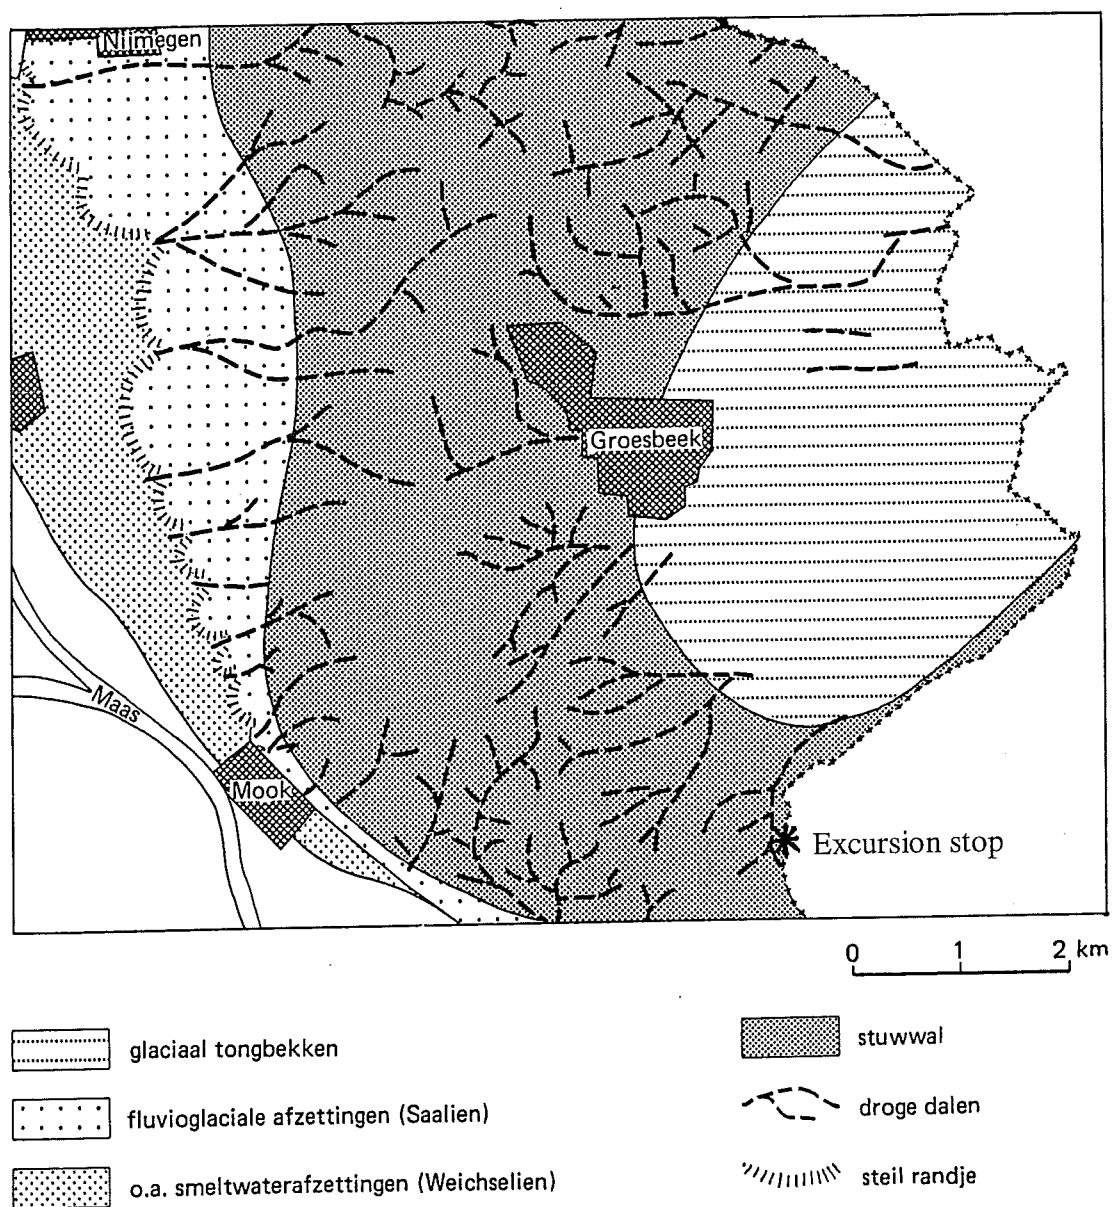 Nijmegen
Groesbeek
Maas
Mook
Excursion stop
0 1 2 km
glaciaal tongbekken
fluvioglaciale afzettingen (Saalien)
o.a. smeltwaterafzettingen (Weichselien)
stuwwal
droge dalen
steil randje